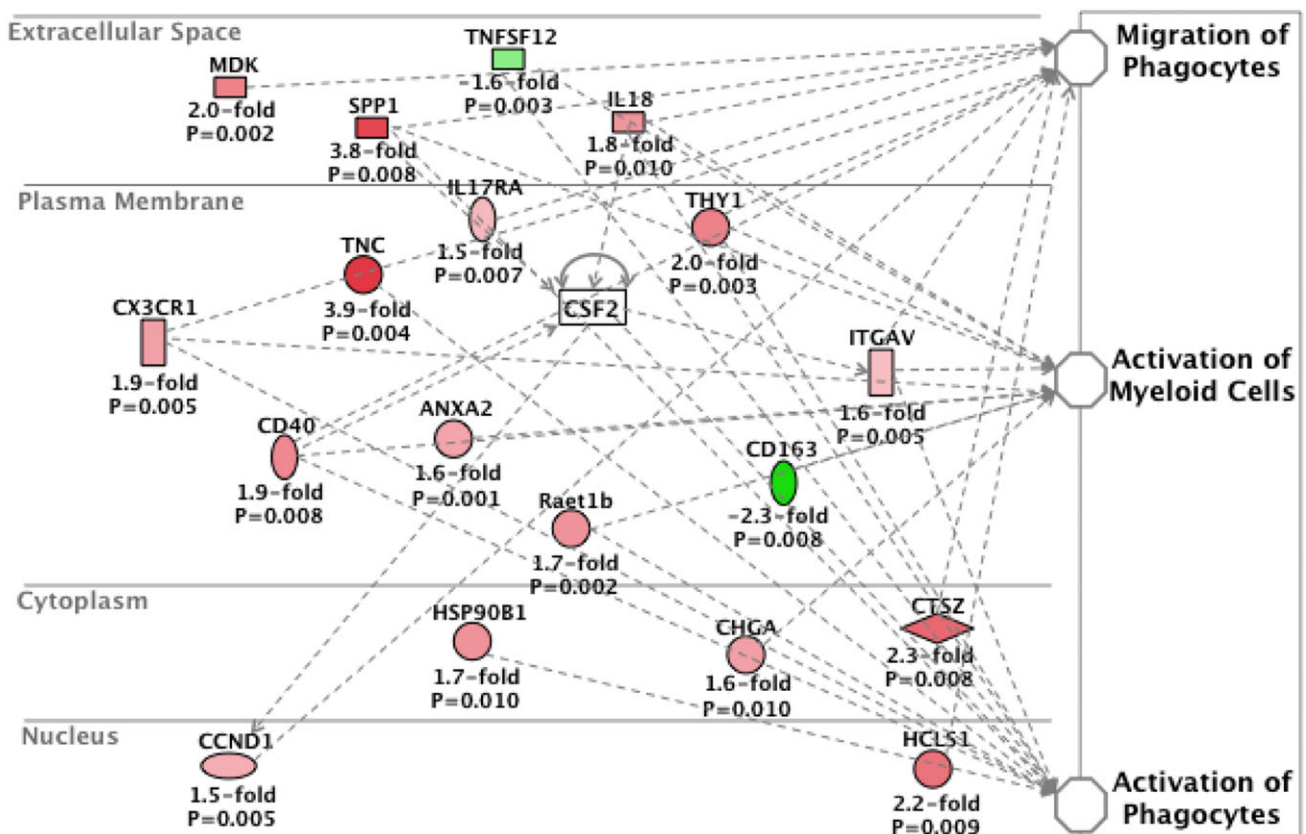 Extracellular Space
MDK
2.0-fold
P=0.002
TNFSF12
-1.6-fold
P=0.003
SPP1
3.8-fold
P=0.008
IL18
1.8-fold
P=0.010
Migration of
Phagocytes
Plasma Membrane
IL17RA
1.5-fold
P=0.007
THY1
2.0-fold
P=0.003
TNC
3.9-fold
P=0.004
CSF2
CX3CR1
1.9-fold
P=0.005
ITGAV
1.6-fold
P=0.005
Activation of
Myeloid Cells
CD40
1.9-fold
P=0.008
ANXA2
1.6-fold
P=0.001
CD163
-2.3-fold
P=0.008
Raet1b
1.7-fold
P=0.002
Cytoplasm
HSP90B1
1.7-fold
P=0.010
CHGA
1.6-fold
P=0.010
CTSZ
2.3-fold
P=0.008
Nucleus
CCND1
1.5-fold
P=0.005
HCLS1
2.2-fold
P=0.009
Activation of
Phagocytes